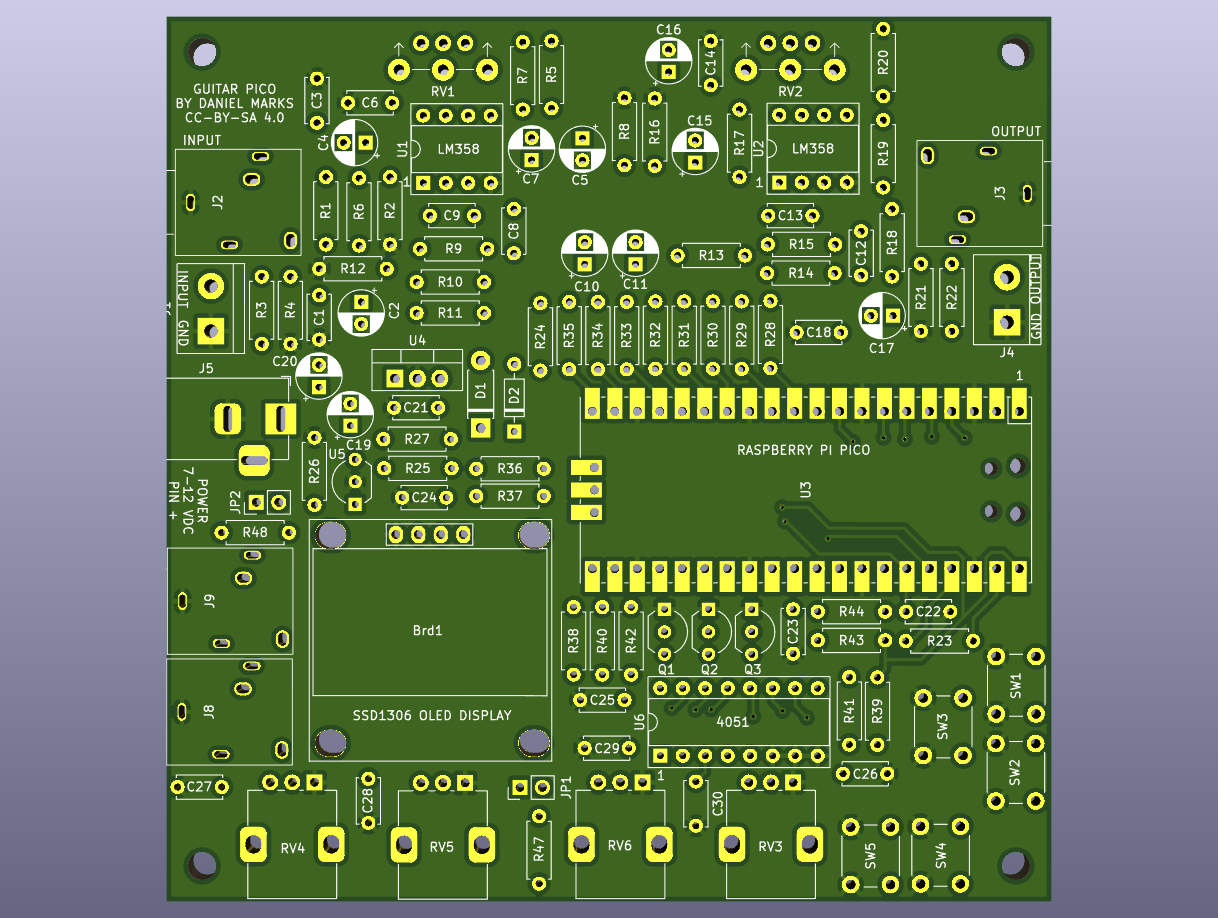 C16
C14
R20
R7
R5
RV1
RV2
GUITAR PICO
BY DANIEL MARKS
CC-BY-SA 4.0
C3
C6
R8
R16
C15
R17
U2
C4
INPUT
U1
LM358
LM358
OUTPUT
R19
C7
C5
1
1
J2
R1
R6
R2
C9
C8
C13
J3
R9
R15
C12
R18
R12
C10
C11
R13
R14
R10
INPUT
GND
R3
R4
C1
C2
R11
R21
R22
GND OUTPUT
R24
R35
R34
R33
R32
R31
R30
R29
R28
C18
C17
J4
U4
C20
J5
1
D1
D2
C21
C19
R27
RASPBERRY PI PICO
U5
R26
R25
R36
U3
C24
R37
POWER
7-12 VDC
PIN +
JP2
R48
J9
Brd1
R38
R40
R42
Q1
Q2
Q3
C23
R44
C22
R43
R23
J8
SSD1306 OLED DISPLAY
C25
U6
4051
R41
R39
SW1
SW3
C29
SW2
C26
1
C27
C28
JP1
C30
RV4
RV5
R47
RV6
RV3
SW5
SW4